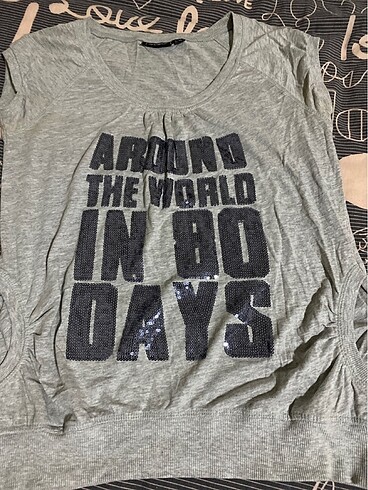 AROUND
THE WORLD
IN 80
DAYS